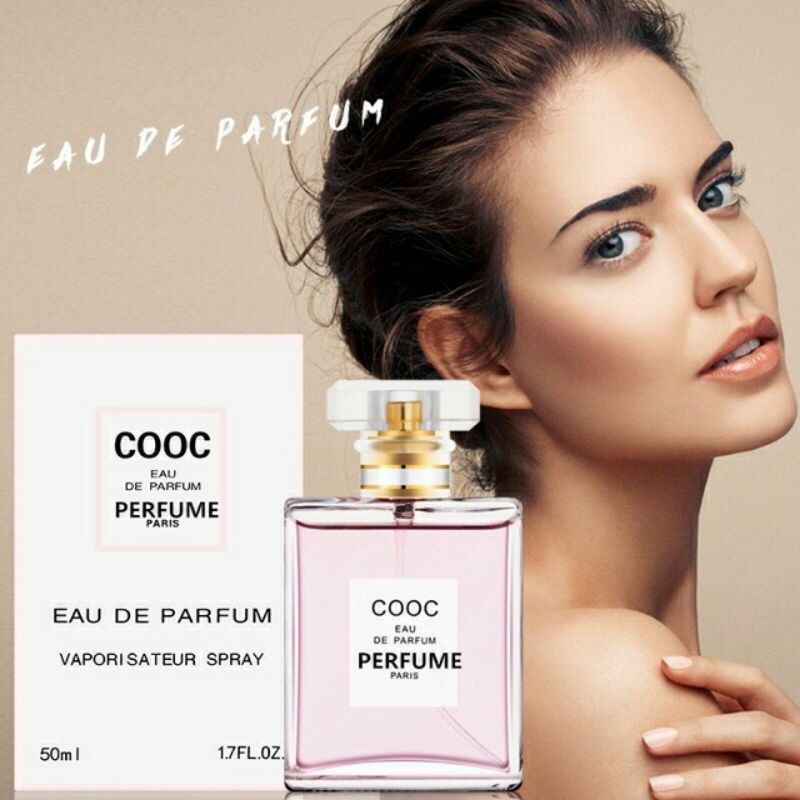 EAU DE PARFUM
COOC
EAU
DE PARFUM
PERFUME
PARIS
EAU DE PARFUM
VAPORISATEUR SPRAY
50ml
1.7FL.OZ.
COOC
EAU
DE PARFUM
PERFUME
PARIS